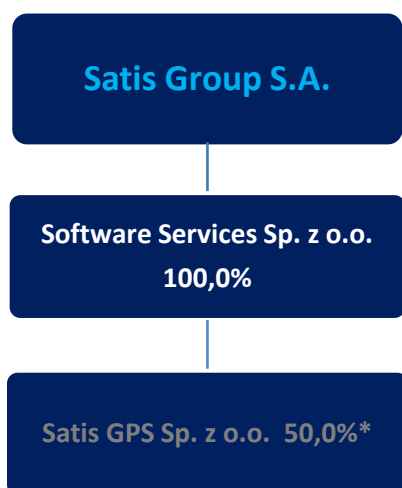 Satis Group S.A.
Software Services Sp. z o.o.
100,0%
Satis GPS Sp. z o.o.  50,0%*